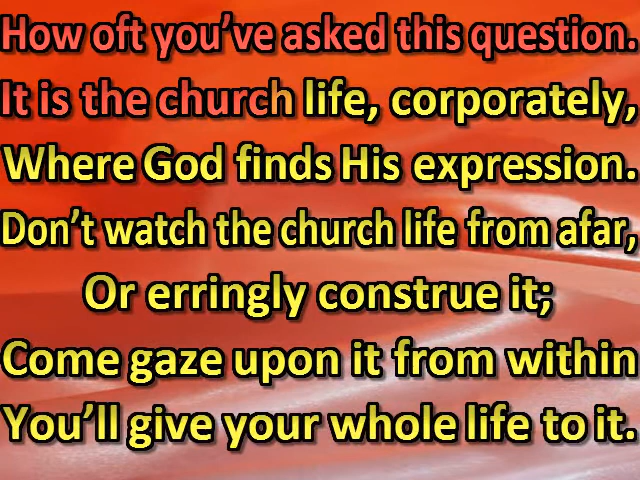 How oft you've asked this question.
It is the church life, corporately,
Where God finds His expression.
Don't watch the church life from afar,
Or erringly construe it;
Come gaze upon it from within
You'll give your whole life to it.